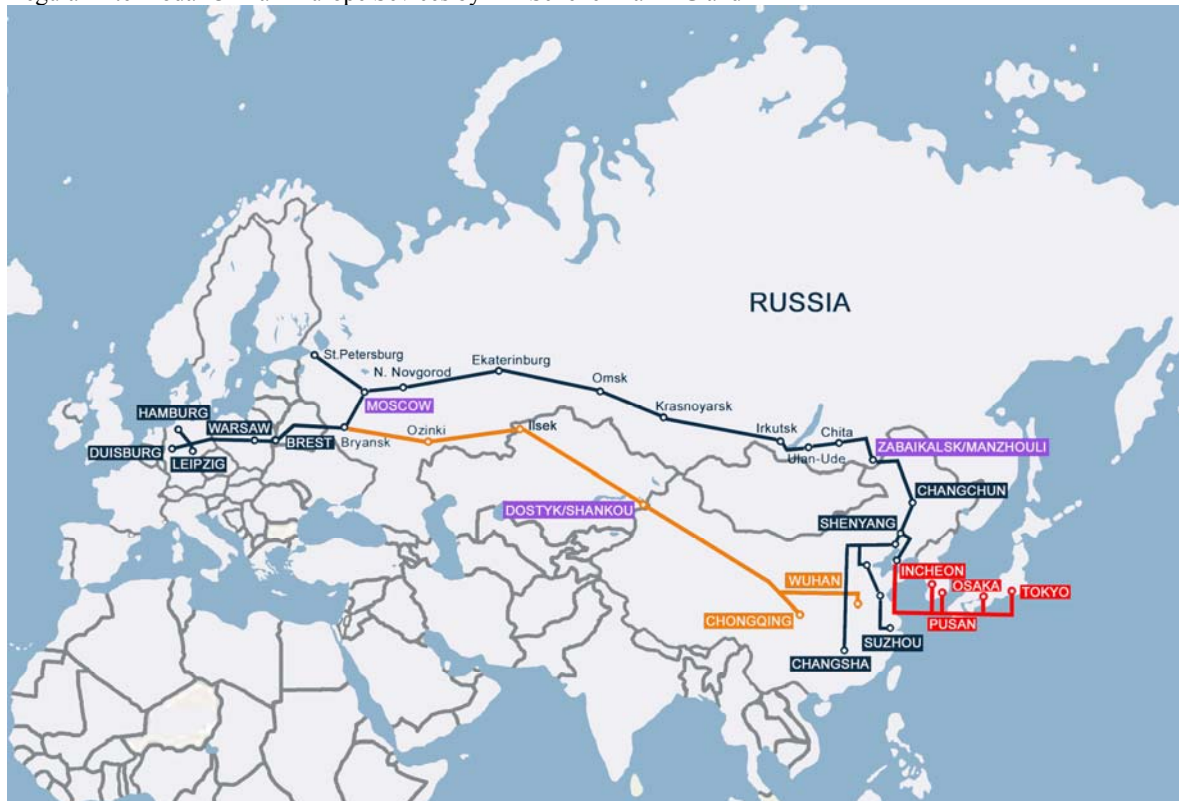 RUSSIA
St.Petersburg
N. Novgorod
Ekaterinburg
MOSCOW
Omsk
Krasnoyarsk
HAMBURG
WARSAW
BREST
DUISBURG
LEIPZIG
Bryansk
Ozinki
Ilsek
Irkutsk
Chita
Ulan-Ude
ZABAIKALSK/MANZHOULI
CHANGCHUN
DOSTYK/SHANKOU
SHENYANG
INCHEON
OSAKA
TOKYO
WUHAN
CHONGQING
PUSAN
SUZHOU
CHANGSHA